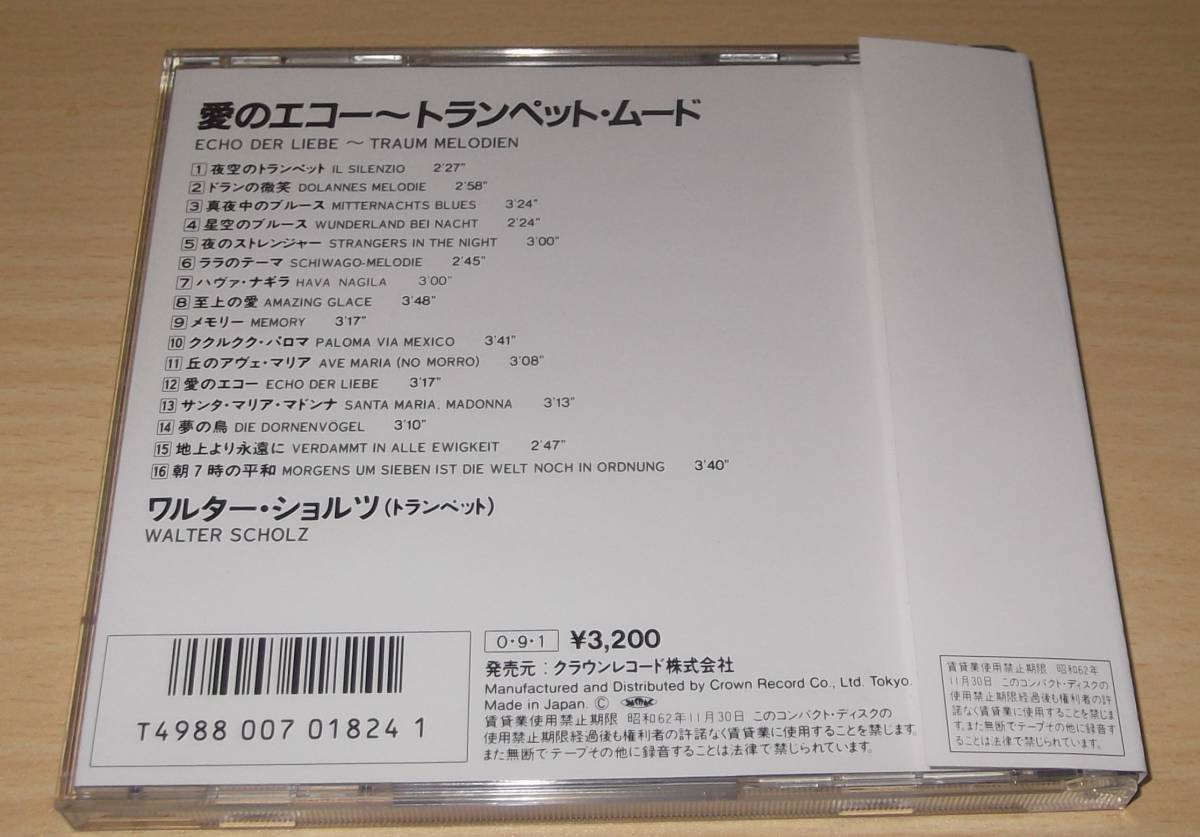 愛のエコー～トランペット・ムード
ECHO DER LIEBE ～ TRAUM MELODIEN
1 夜空のトランペット IL SILENZIO 2'27"
2 ドランの微笑 DOLANNES MELODIE 2'58"
3 真夜中のブルース MITTERNACHTS BLUES 3'24"
4 星空のブルース WUNDERLAND BEI NACHT 2'24"
5 夜のストレンジャー STRANGERS IN THE NIGHT 3'00"
6 ララのテーマ SCHIWAGO-MELODIE 2'45"
7 ハヴァ・ナギラ HAVA NAGILA 3'00"
8 至上の愛 AMAZING GLACE 3'48"
9 メモリー MEMORY 3'17"
10 ククルクク・パロマ PALOMA VIA MEXICO 3'41"
11 丘のアヴェ・マリア AVE MARIA (NO MORRO) 3'08"
12 愛のエコー ECHO DER LIEBE 3'17"
13 サンタ・マリア・マドンナ SANTA MARIA, MADONNA 3'13"
14 夢の鳥 DIE DORNENVÖGEL 3'10"
15 地上より永遠に VERDAMMT IN ALLE EWIGKEIT 2'47"
16 朝7時の平和 MORGENS UM SIEBEN IST DIE WELT NOCH IN ORDNUNG 3'40"
ワルター・ショルツ(トランペット)
WALTER SCHOLZ
T4988 007 01824 1
0・9・1 ¥3,200
発売元：クラウンレコード株式会社
Manufactured and Distributed by Crown Record Co., Ltd. Tokyo.
Made in Japan. Ⓒ
賃貸業使用禁止期限 昭和62年11月30日 このコンパクト・ディスクの
使用禁止期限経過後も権利者の許諾なく賃貸業に使用することを禁じます。
また無断でテープその他に録音することは法律で禁じられています。
賃貸業使用禁止期限 昭和62年
11月30日 このコンパクト・ディスクの
使用禁止期限経過後も権利者の許
諾なく賃貸業に使用することを禁じま
す。また無断でテープその他に録音す
ることは法律で禁じられています。